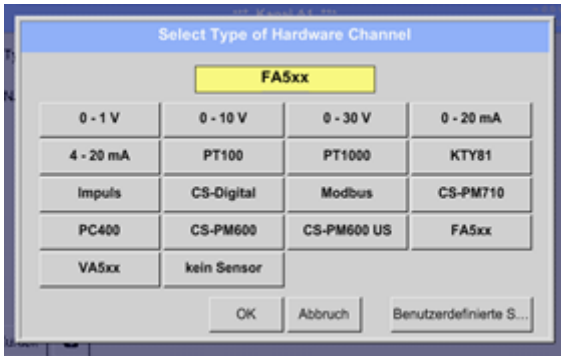 *** Kanal A1 ***
Select Type of Hardware Channel
FA5xx
0 - 1 V 0 - 10 V 0 - 30 V 0 - 20 mA
4 - 20 mA PT100 PT1000 KTY81
Impuls CS-Digital Modbus CS-PM710
PC400 CS-PM600 CS-PM600 US FA5xx
VA5xx kein Sensor
OK Abbruch Benutzerdefinierte S...